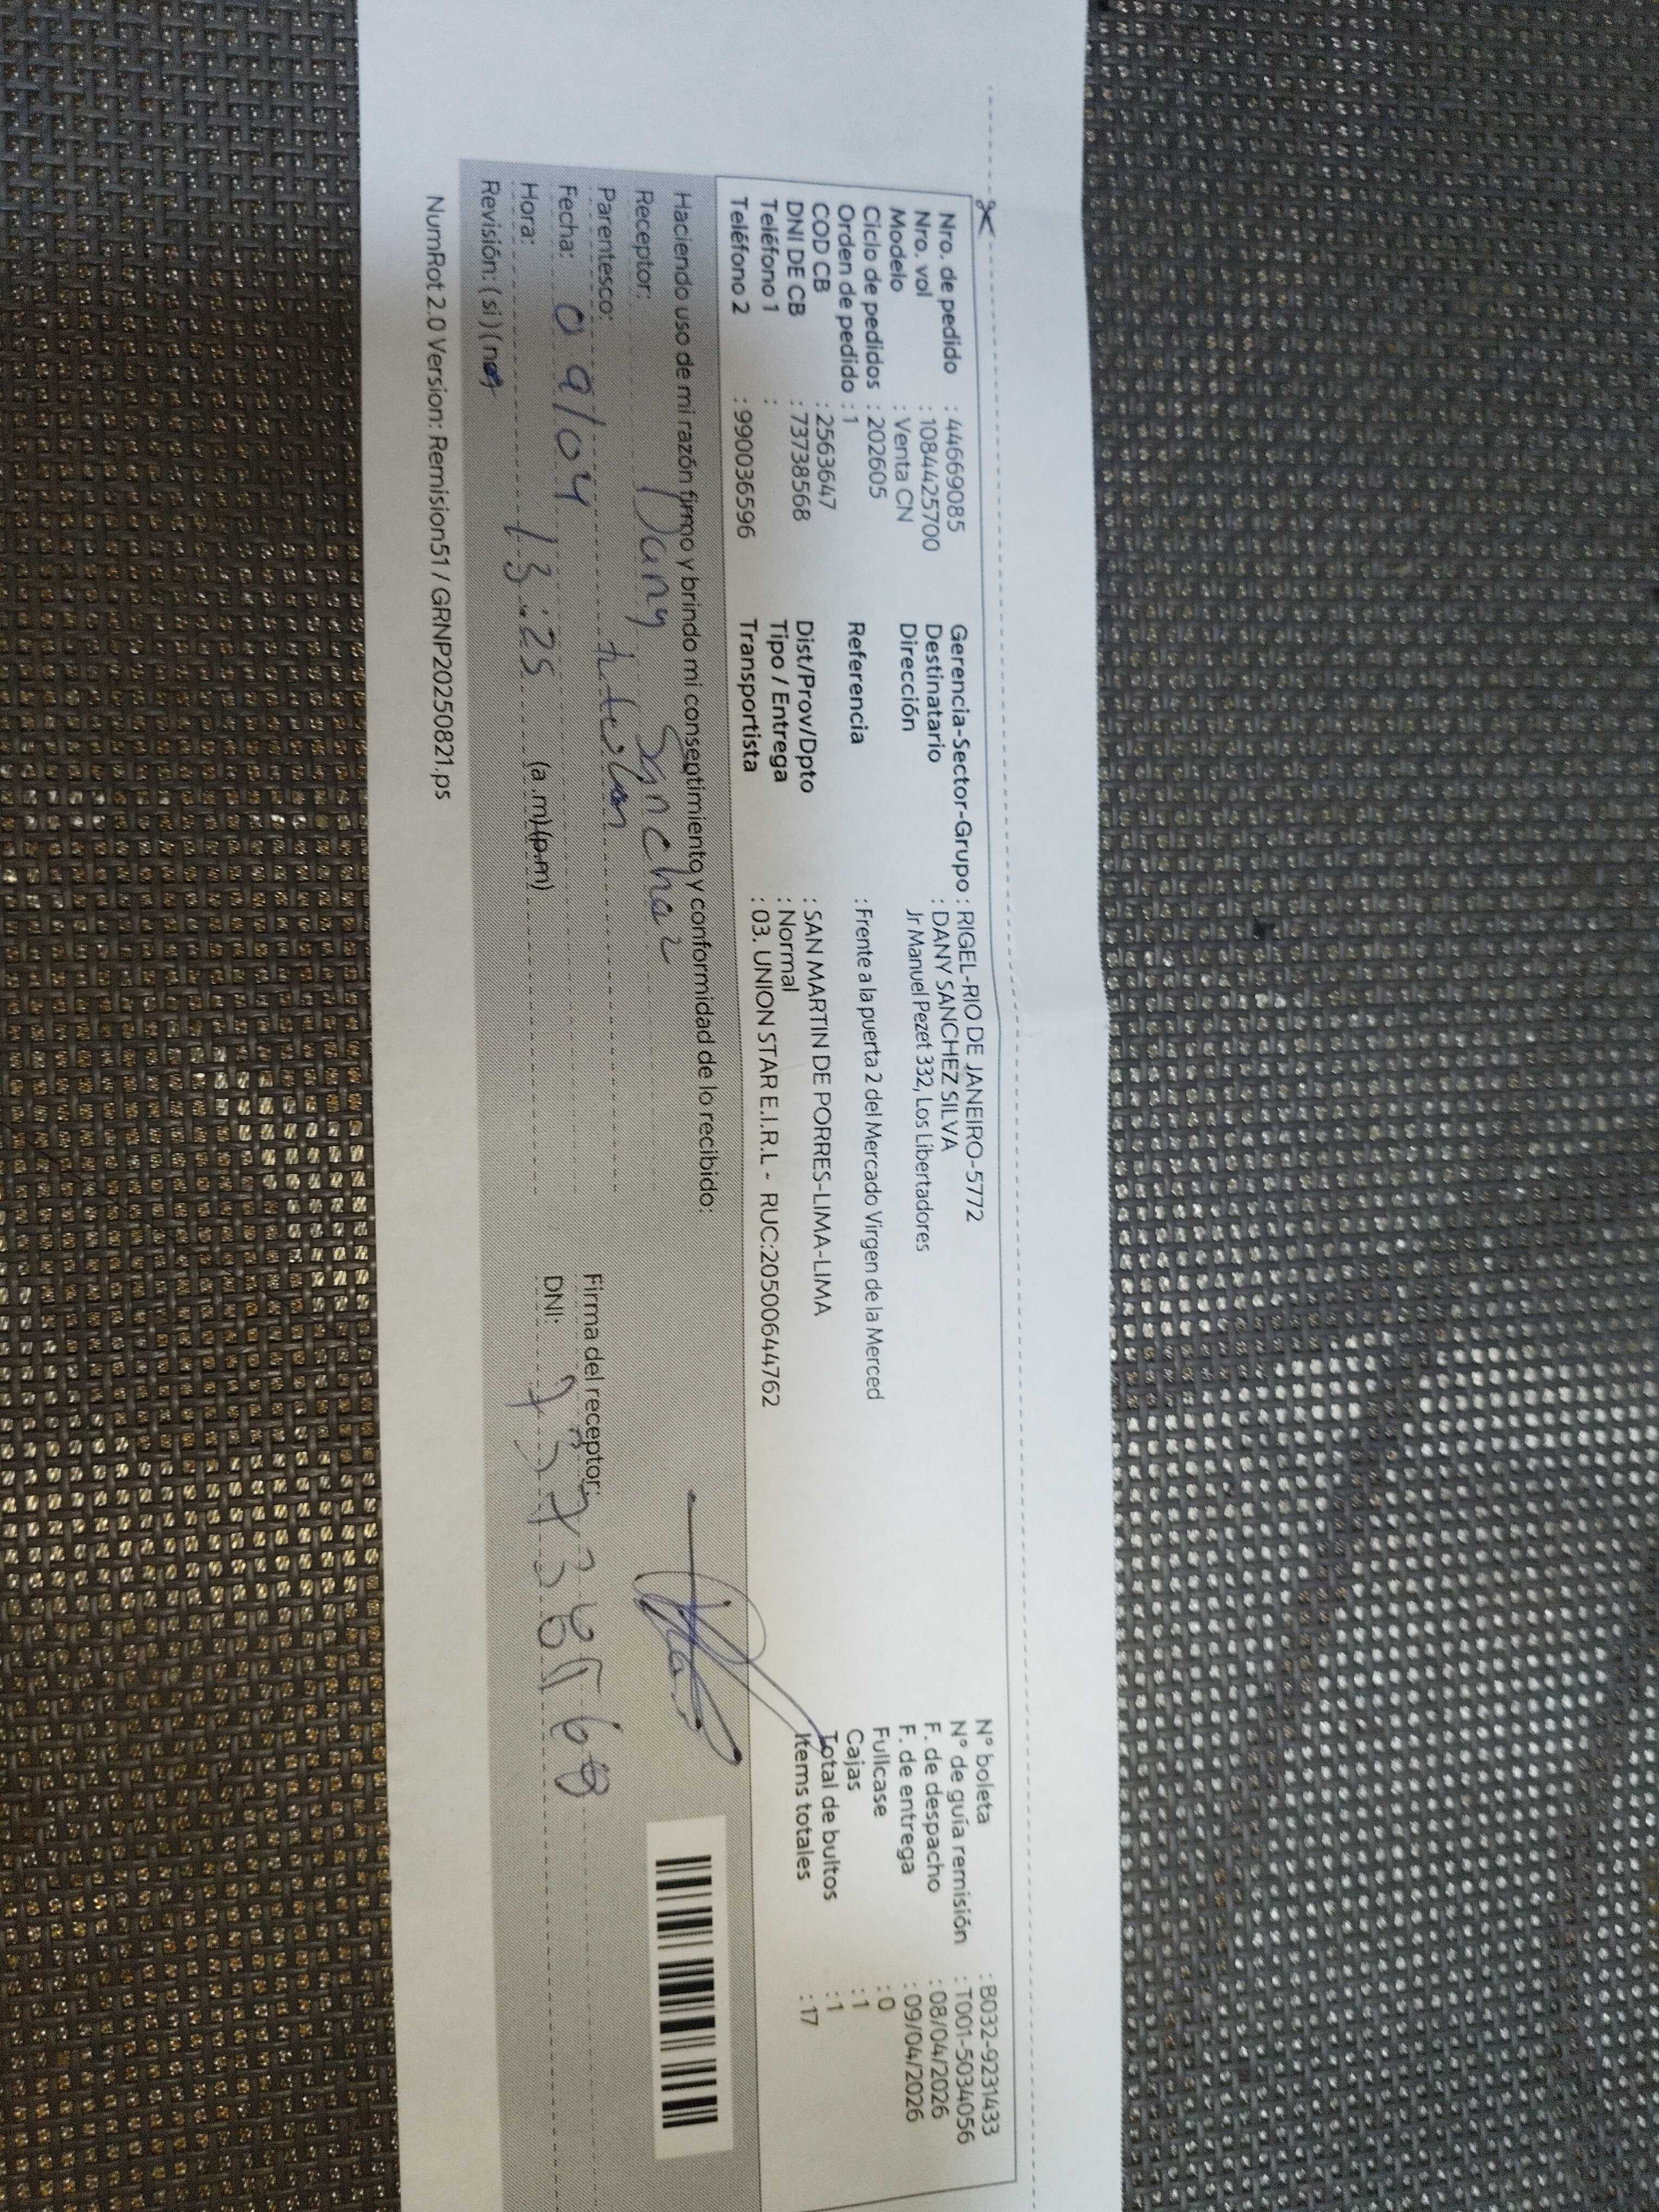 Nro. de pedido : 44669085
Nro. vol : 1084425700
Modelo : Venta CN
Ciclo de pedidos : 202605
Orden de pedido : 1
COD CB : 2563647
DNI DE CB : 73738568
Teléfono 1 :
Teléfono 2 : 990036596
Gerencia-Sector-Grupo : RIGEL-RIO DE JANEIRO-5772
Destinatario : DANY SANCHEZ SILVA
Dirección Jr Manuel Pezet 332, Los Libertadores
Referencia : Frente a la puerta 2 del Mercado Virgen de la Merced
Dist/Prov/Dpto : SAN MARTIN DE PORRES-LIMA-LIMA
Tipo / Entrega : Normal
Transportista : 03. UNION STAR E.I.R.L - RUC:20500644762
N° boleta : B032-9231433
N° de guía remisión : T001-5034056
F. de despacho : 08/04/2026
F. de entrega : 09/04/2026
Fullcase : 0
Cajas : 1
Total de bultos : 1
Items totales : 17
Haciendo uso de mi razón firmo y brindo mi consentimiento y conformidad de lo recibido:
Receptor: Dany Sanchez
Parentesco: titular
Fecha: 09/04
Hora: 13:25 (a.m) (p.m)
Revisión: (si) (no)
Firma del receptor:
DNI: 73738568
NumRot 2.0 Version: Remision51 / GRNP20250821.ps